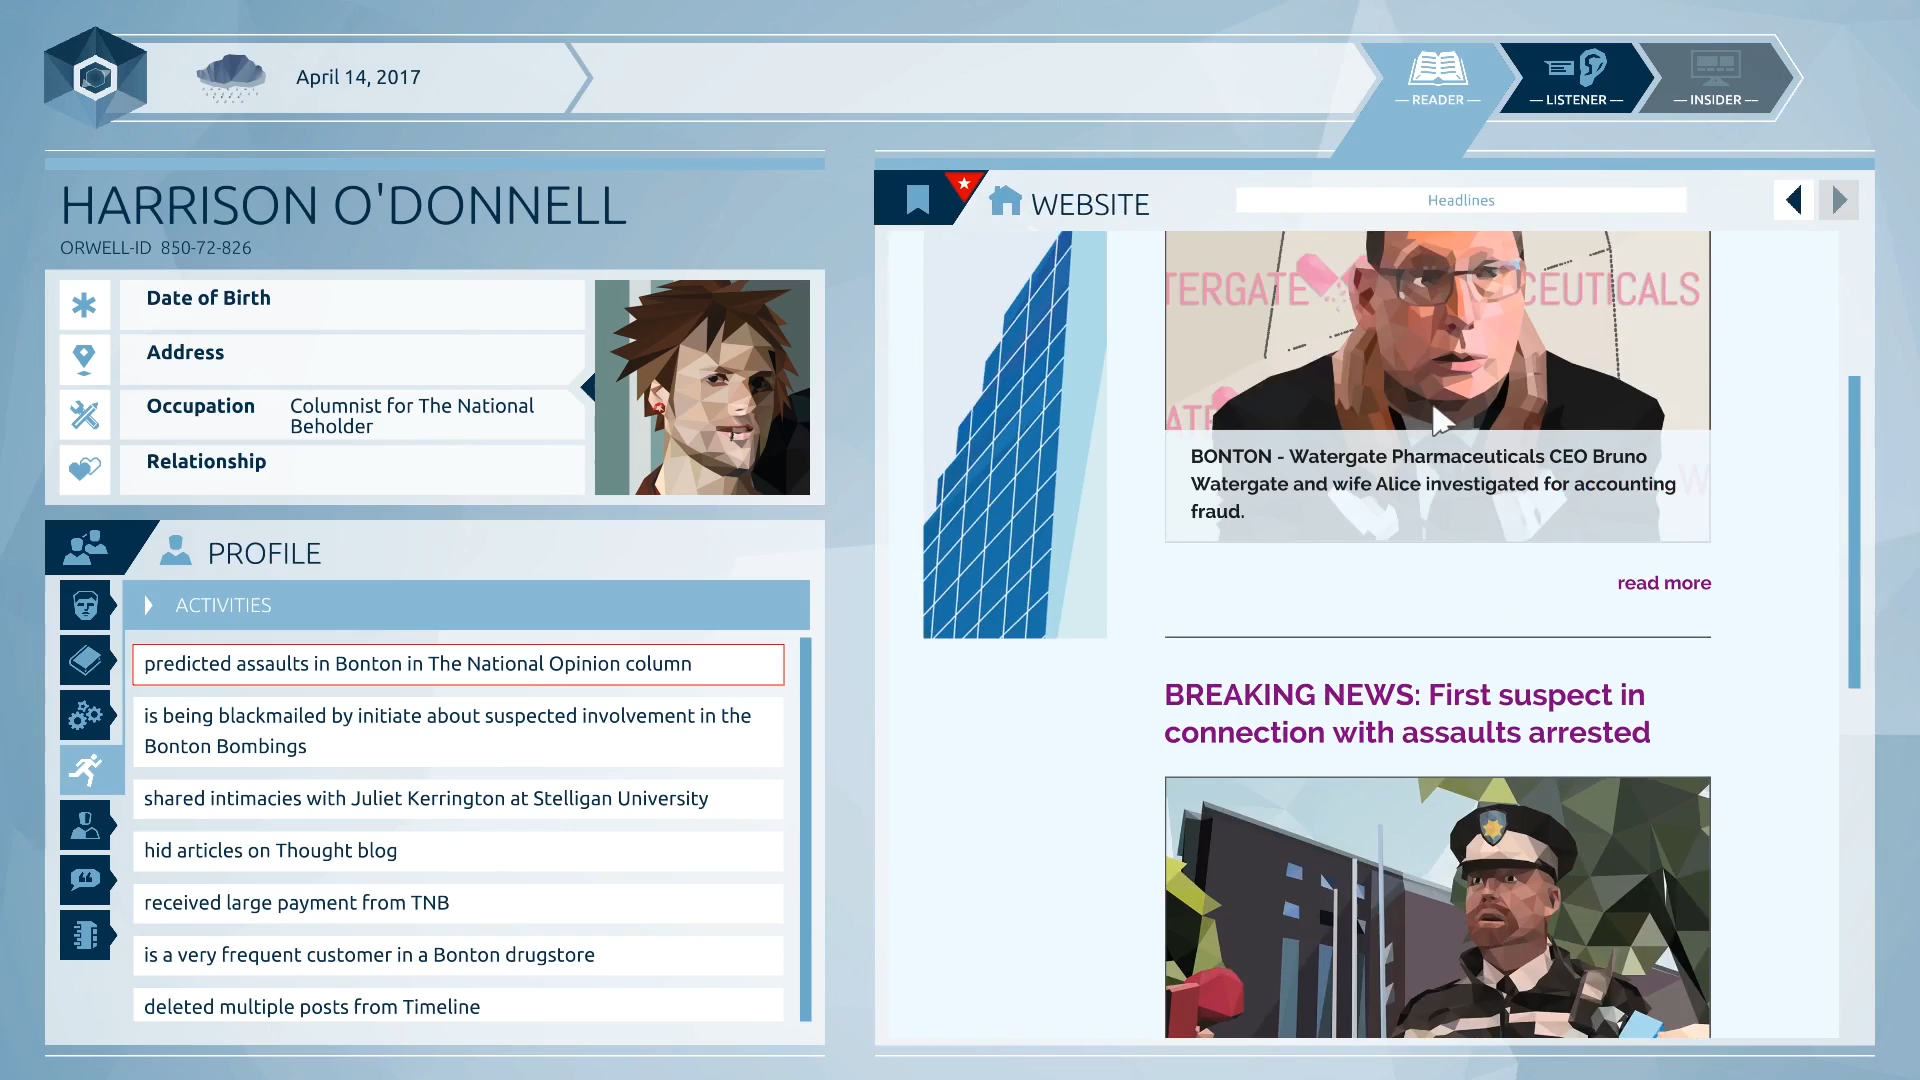 April 14, 2017
READER
LISTENER
INSIDER
HARRISON O'DONNELL
ORWELL-ID 850-72-826
Date of Birth
Address
Occupation Columnist for The National
Beholder
Relationship
PROFILE
ACTIVITIES
predicted assaults in Bonton in The National Opinion column
is being blackmailed by initiate about suspected involvement in the
Bonton Bombings
shared intimacies with Juliet Kerrington at Stelligan University
hid articles on Thought blog
received large payment from TNB
is a very frequent customer in a Bonton drugstore
deleted multiple posts from Timeline
WEBSITE
Headlines
TERGATE CEUTICALS
ATE
W
BONTON - Watergate Pharmaceuticals CEO Bruno
Watergate and wife Alice investigated for accounting
fraud.
read more
BREAKING NEWS: First suspect in
connection with assaults arrested